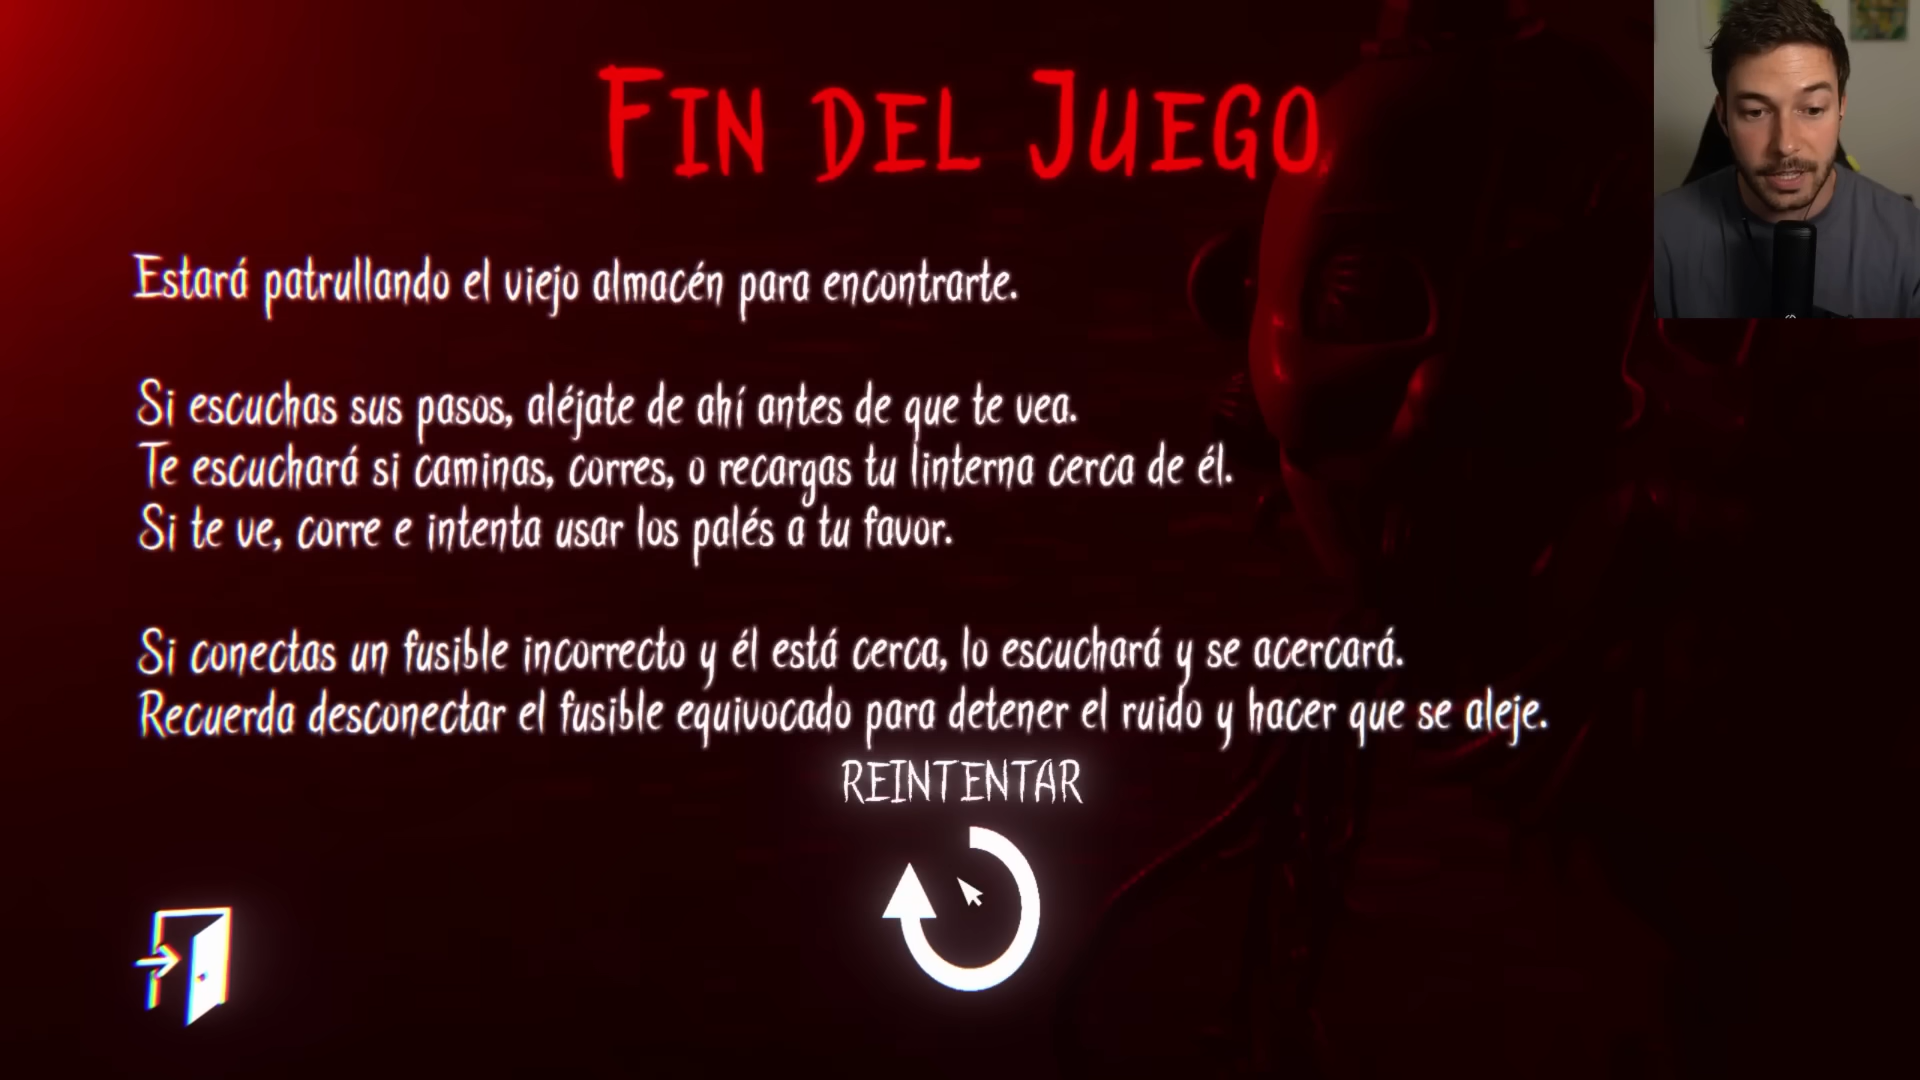 FIN DEL JUEGO
Estará patrullando el viejo almacén para encontrarte.
Si escuchas sus pasos, aléjate de ahí antes de que te vea.
Te escuchará si caminas, corres, o recargas tu linterna cerca de él.
Si te ve, corre e intenta usar los palés a tu favor.
Si conectas un fusible incorrecto y él está cerca, lo escuchará y se acercará.
Recuerda desconectar el fusible equivocado para detener el ruido y hacer que se aleje.
REINTENTAR